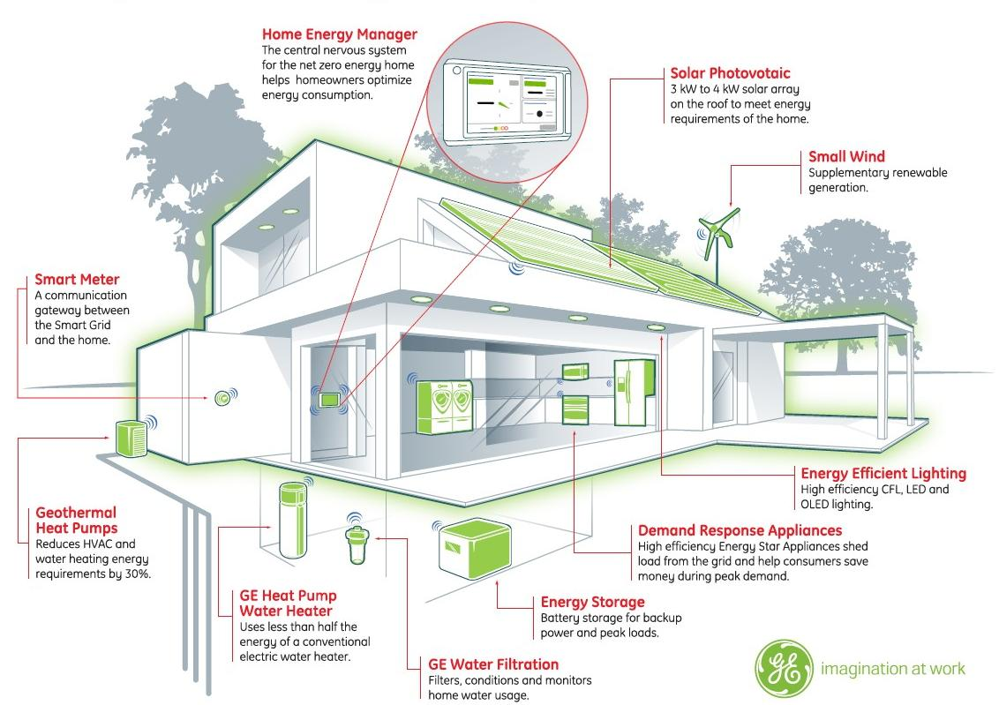 Home Energy Manager
The central nervous system
for the net zero energy home
helps homeowners optimize
energy consumption.
Solar Photovotaic
3 kW to 4 kW solar array
on the roof to meet energy
requirements of the home.
Small Wind
Supplementary renewable
generation.
Smart Meter
A communication
gateway between
the Smart Grid
and the home.
Energy Efficient Lighting
High efficiency CFL, LED and
OLED lighting.
Geothermal
Heat Pumps
Reduces HVAC and
water heating energy
requirements by 30%.
Demand Response Appliances
High efficiency Energy Star Appliances shed
load from the grid and help consumers save
money during peak demand.
GE Heat Pump
Water Heater
Uses less than half the
energy of a conventional
electric water heater.
Energy Storage
Battery storage for backup
power and peak loads.
GE Water Filtration
Filters, conditions and monitors
home water usage.
GE
imagination at work